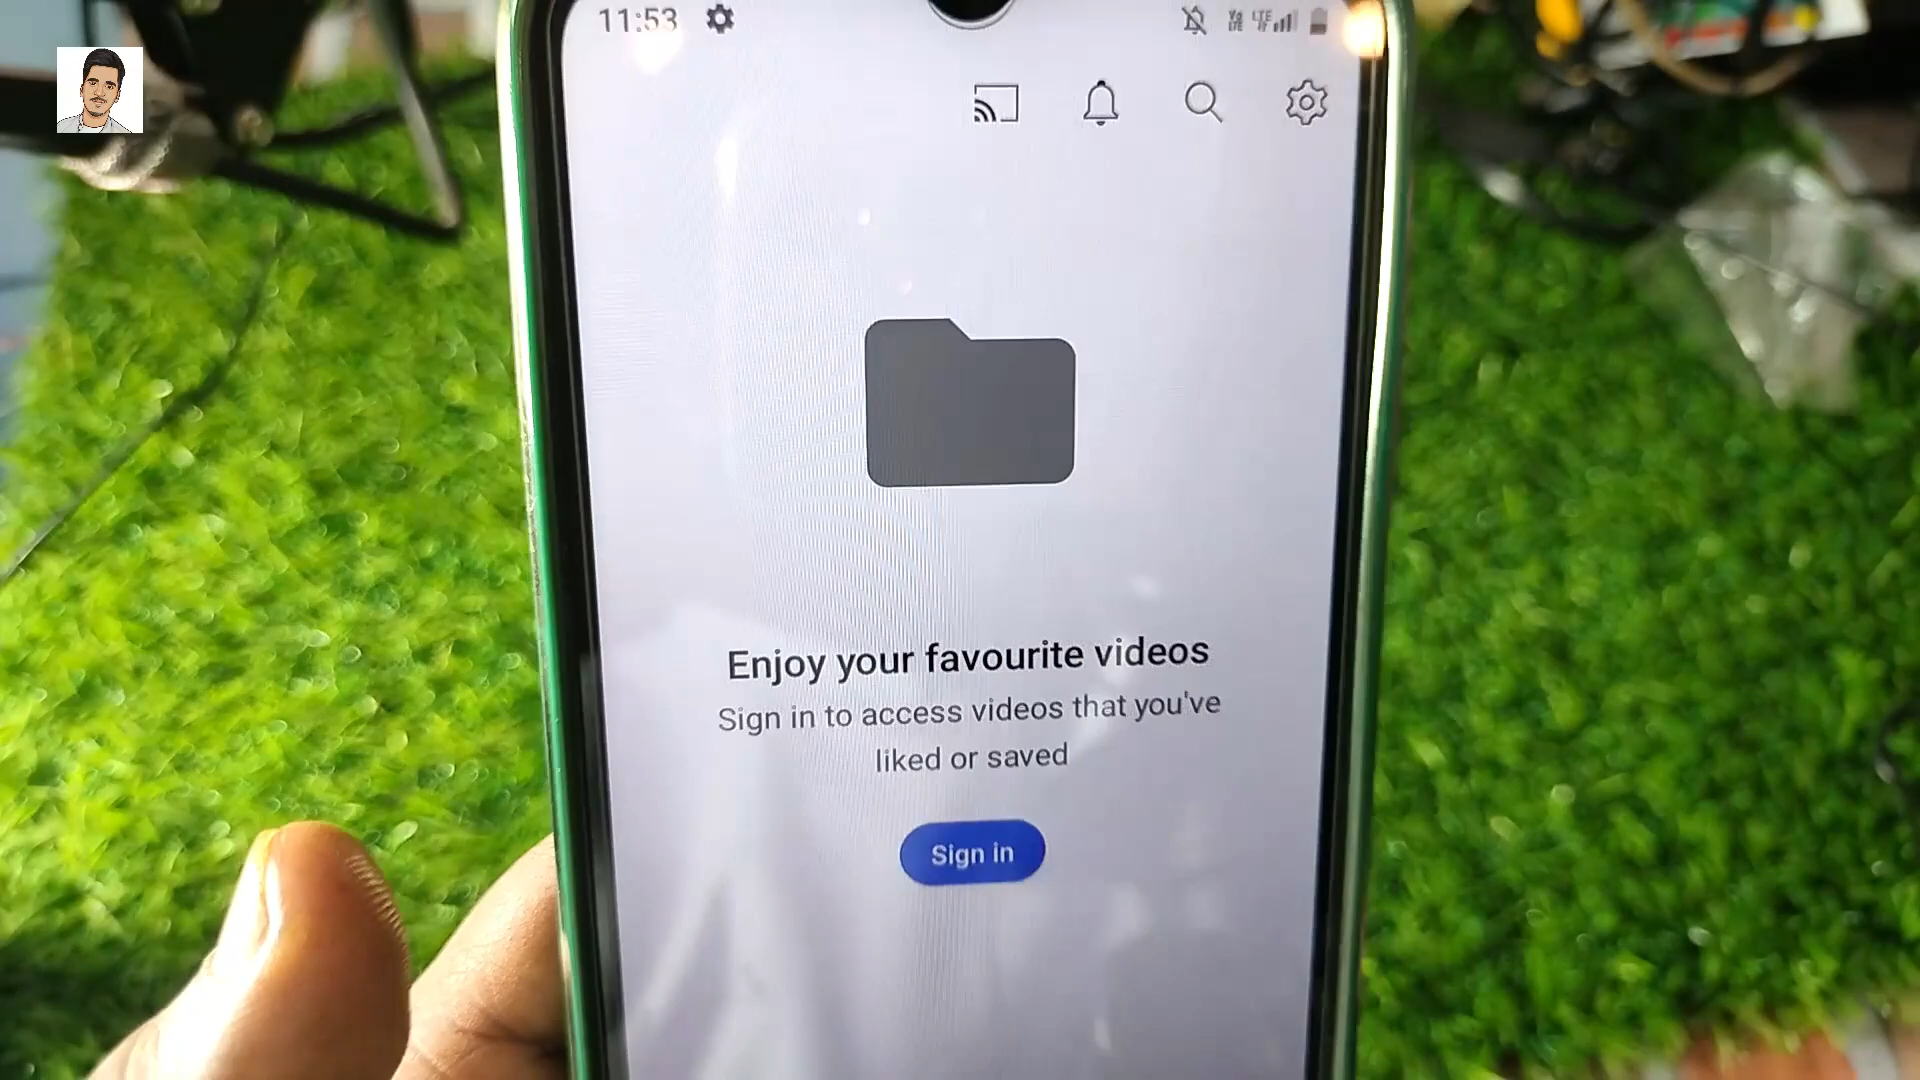 11:53
Enjoy your favourite videos
Sign in to access videos that you've
liked or saved
Sign in